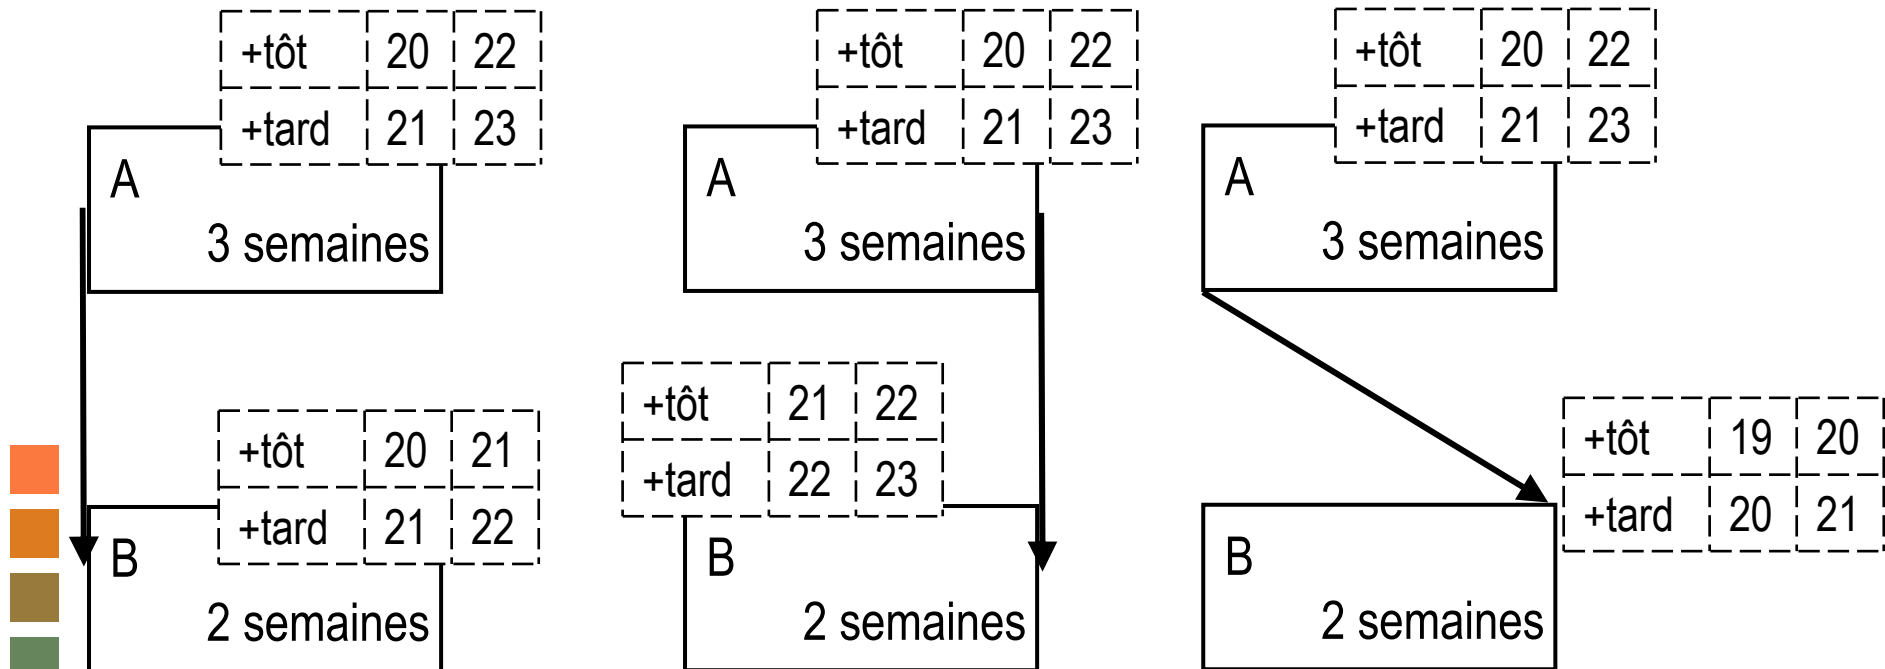 +tôt 20 22
+tard 21 23
A
3 semaines
+tôt 20 21
+tard 21 22
B
2 semaines
+tôt 20 22
+tard 21 23
A
3 semaines
+tôt 21 22
+tard 22 23
B
2 semaines
+tôt 20 22
+tard 21 23
A
3 semaines
+tôt 19 20
+tard 20 21
B
2 semaines